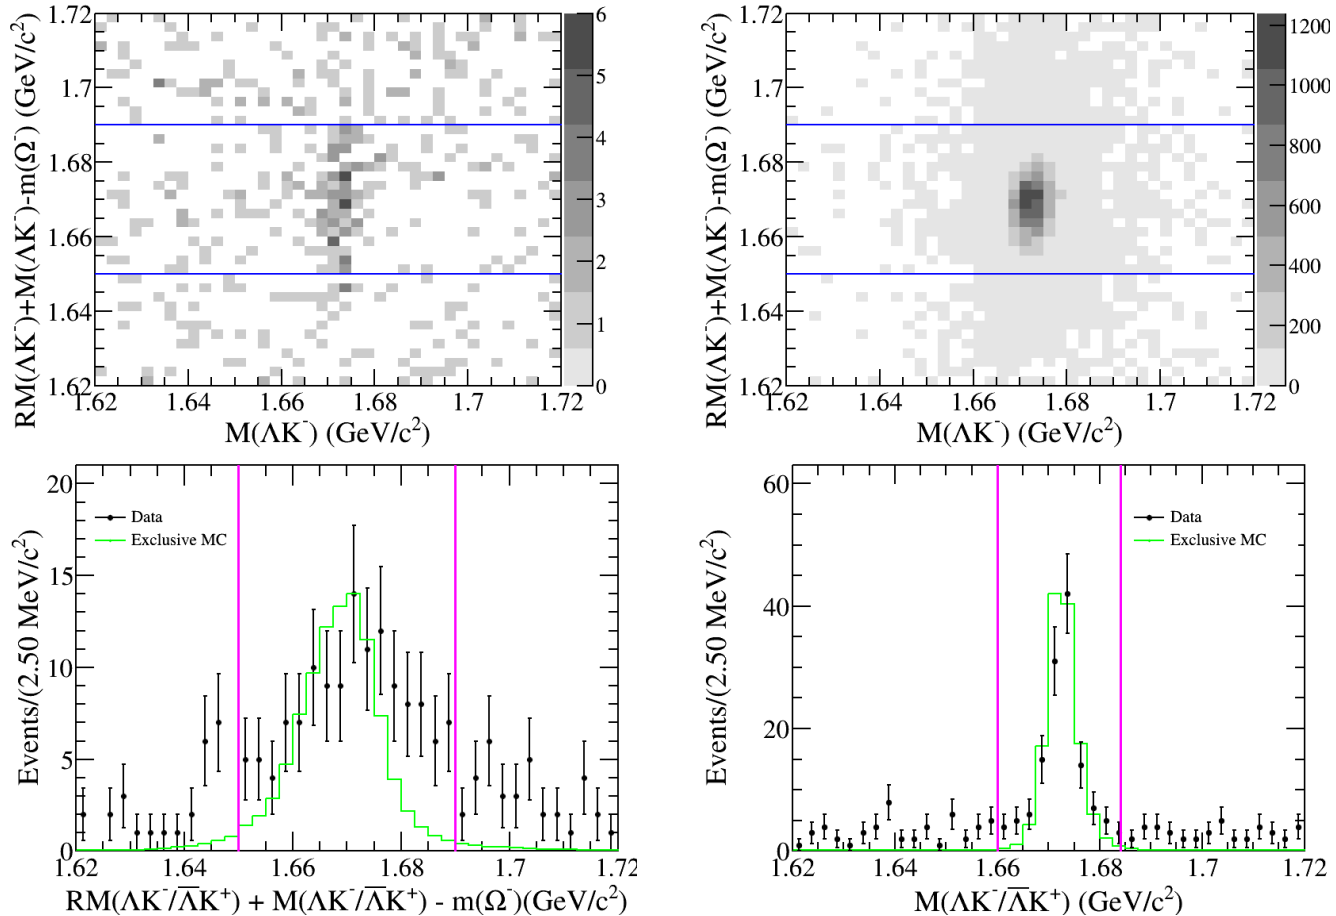 RM(ΛK⁻)+M(ΛK⁻)-m(Ω⁻) (GeV/c²)
1.72
1.7
1.68
1.66
1.64
1.62
1.62 1.64 1.66 1.68 1.7 1.72
M(ΛK⁻) (GeV/c²)
6
5
4
3
2
1
0
RM(ΛK⁻)+M(ΛK⁻)-m(Ω⁻) (GeV/c²)
1.72
1.7
1.68
1.66
1.64
1.62
1.62 1.64 1.66 1.68 1.7 1.72
M(ΛK⁻) (GeV/c²)
1200
1000
800
600
400
200
0
Events/(2.50 MeV/c²)
20
15
10
5
0
Data
Exclusive MC
1.62 1.64 1.66 1.68 1.7 1.72
RM(ΛK⁻/Λ̅K⁺) + M(ΛK⁻/Λ̅K⁺) - m(Ω⁻)(GeV/c²)
Events/(2.50 MeV/c²)
60
40
20
0
Data
Exclusive MC
1.62 1.64 1.66 1.68 1.7 1.72
M(ΛK⁻/Λ̅K⁺) (GeV/c²)